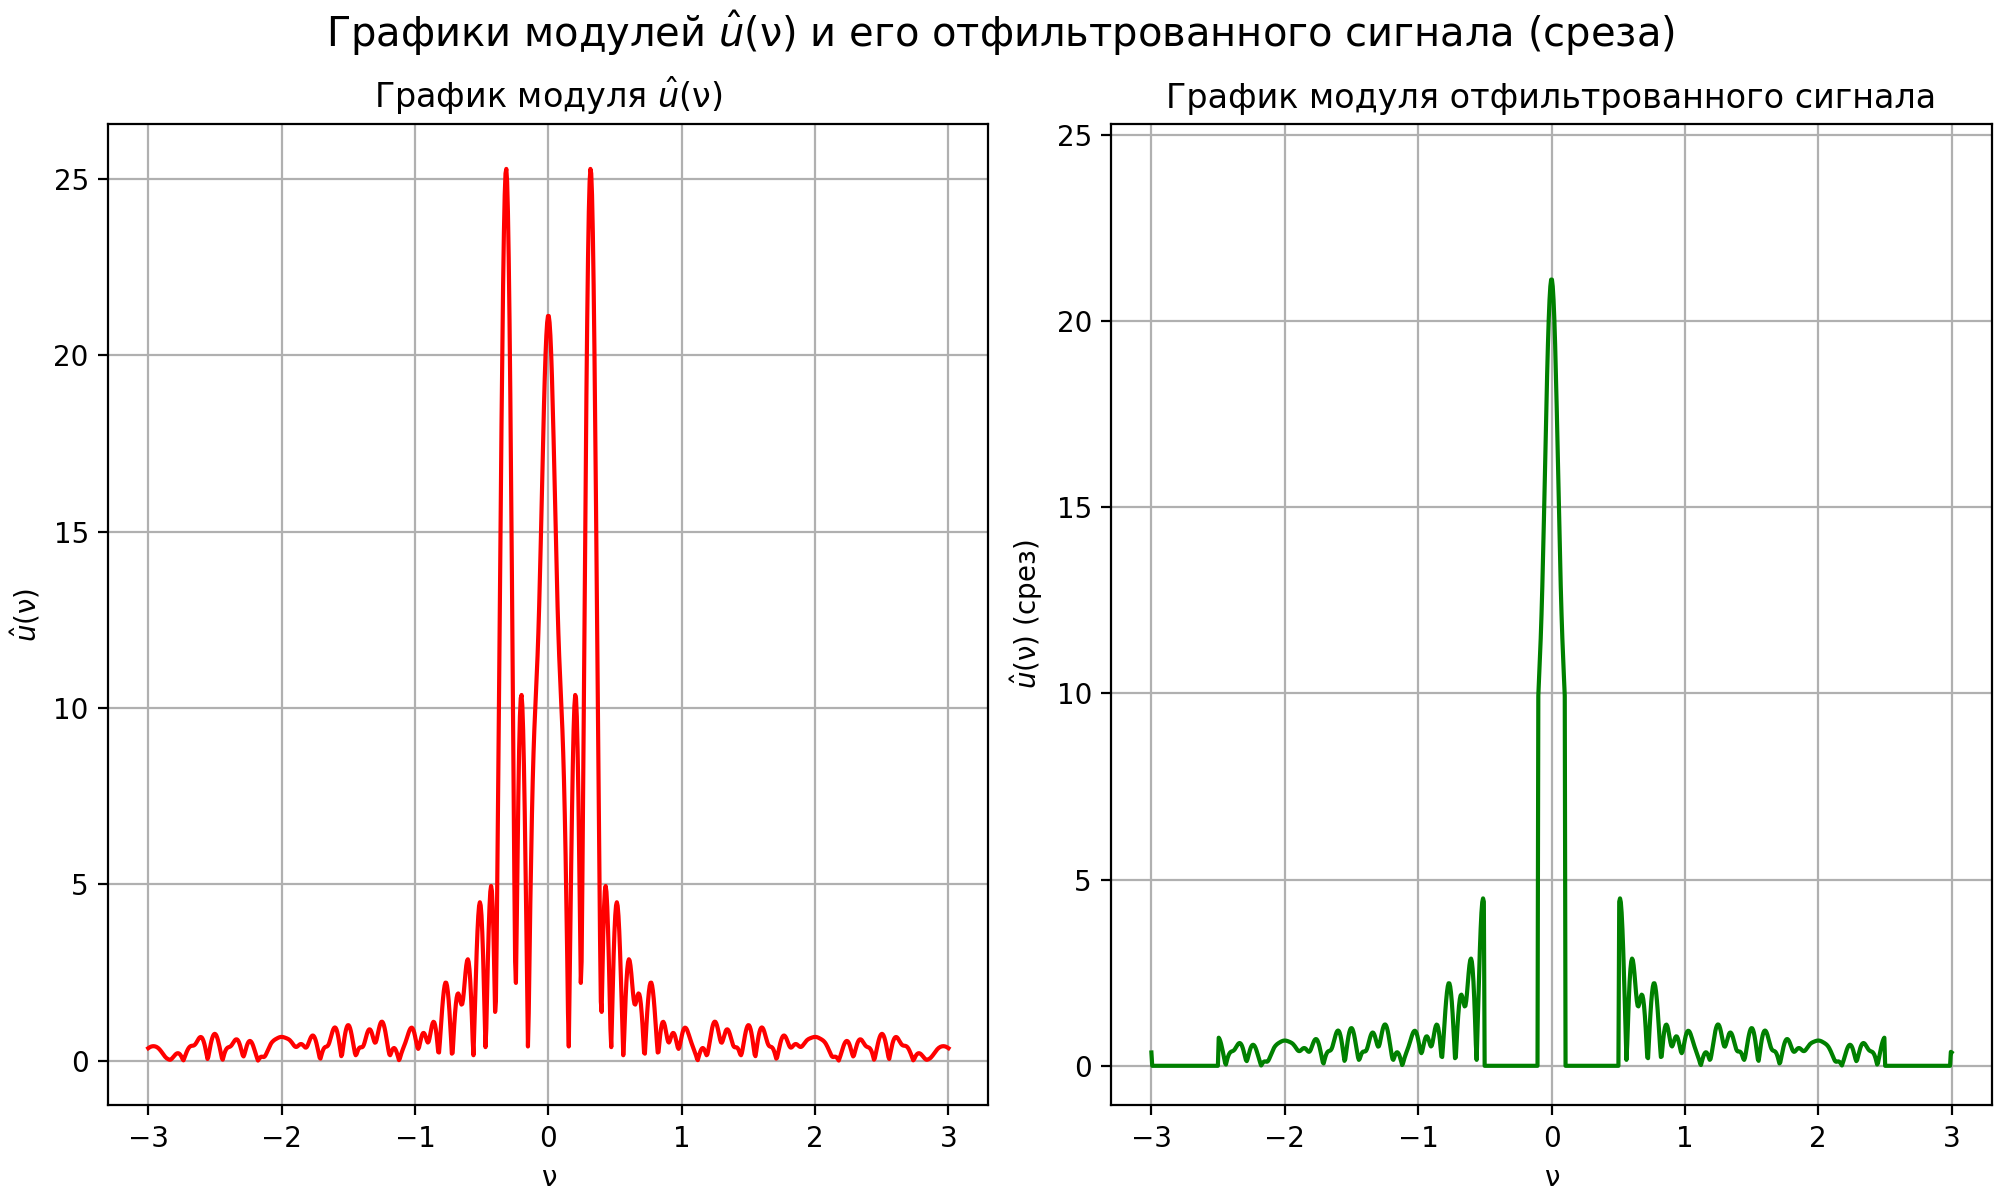 Графики модулей û(ν) и его отфильтрованного сигнала (среза)
График модуля û(ν)
û(ν)
25
20
15
10
5
0
−3 −2 −1 0 1 2 3
ν
График модуля отфильтрованного сигнала
û(ν) (срез)
25
20
15
10
5
0
−3 −2 −1 0 1 2 3
ν